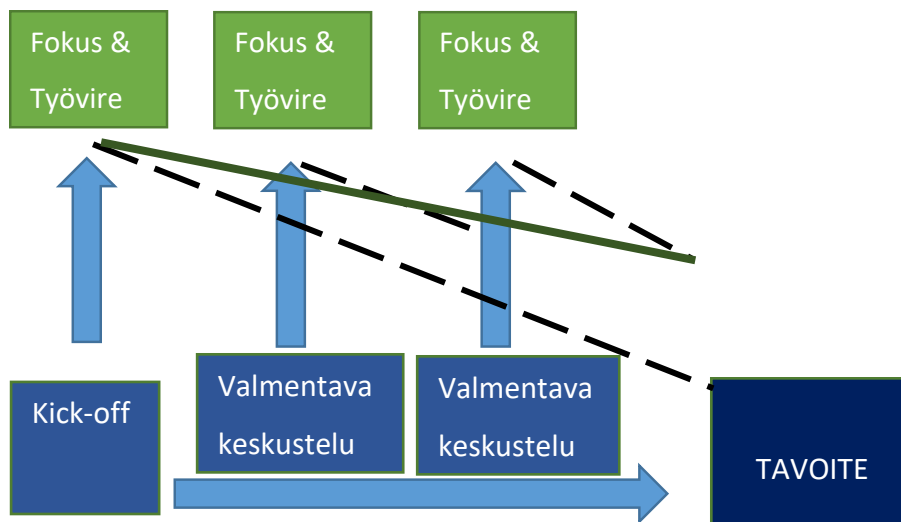 Fokus &
Työvire
Fokus &
Työvire
Fokus &
Työvire
Kick-off
Valmentava
keskustelu
Valmentava
keskustelu
TAVOITE